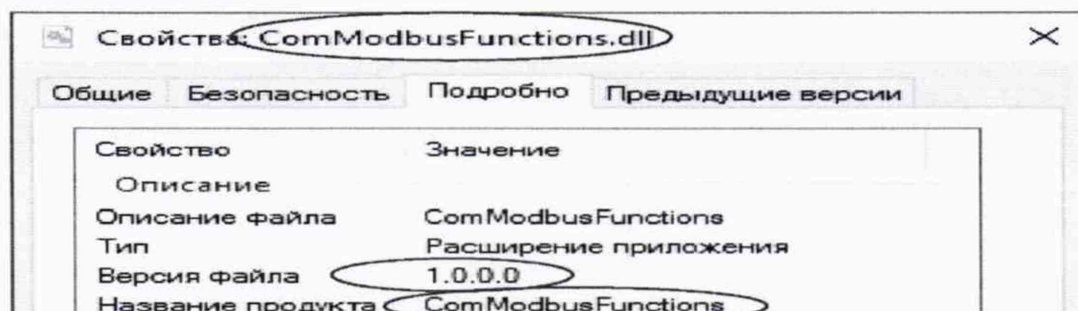 Свойства: ComModbusFunctions.dll
Общие Безопасность Подробно Предыдущие версии
Свойство Значение
Описание
Описание файла ComModbusFunctions
Тип Расширение приложения
Версия файла 1.0.0.0
Название продукта ComModbusFunctions